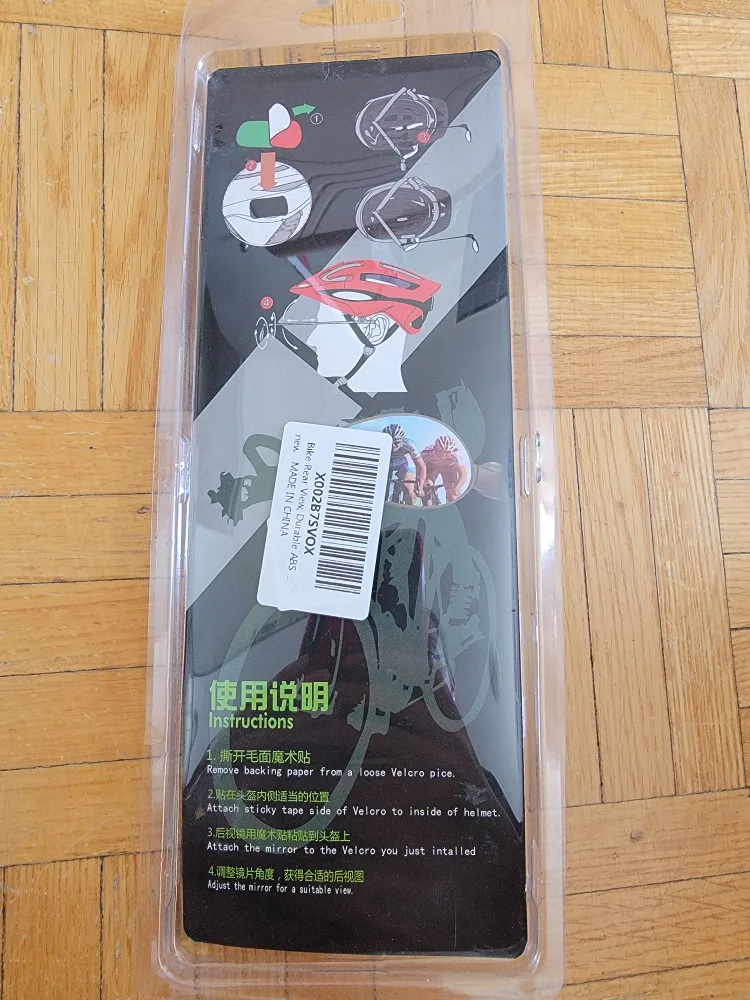 ①
②
③
④
X002B7SVOX
Bike Rear View, Durable ABS ...
new MADE IN CHINA
使用说明
Instructions
1. 撕开毛面魔术贴
Remove backing paper from a loose Velcro pice.
2.贴在头盔内侧适当的位置
Attach sticky tape side of Velcro to inside of helmet.
3.后视镜用魔术贴粘贴到头盔上
Attach the mirror to the Velcro you just intalled
4.调整镜片角度，获得合适的后视图
Adjust the mirror for a suitable view.